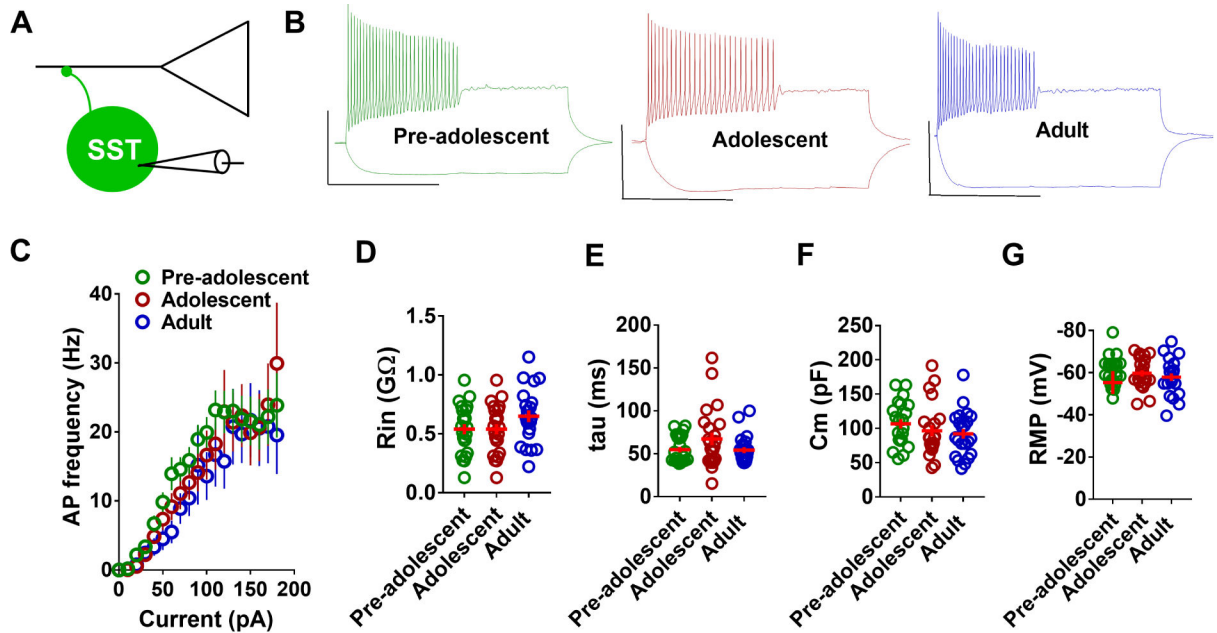 A
B
SST
Pre-adolescent
Adolescent
Adult
C
D
E
F
G
Pre-adolescent
Adolescent
Adult
AP frequency (Hz)
40
30
20
10
0
0
50
100
150
200
Current (pA)
Rin (GΩ)
1.5
1.0
0.5
0.0
Pre-adolescent
Adolescent
Adult
tau (ms)
200
150
100
50
0
Pre-adolescent
Adolescent
Adult
Cm (pF)
250
200
150
100
50
0
Pre-adolescent
Adolescent
Adult
RMP (mV)
-80
-60
-40
-20
0
Pre-adolescent
Adolescent
Adult